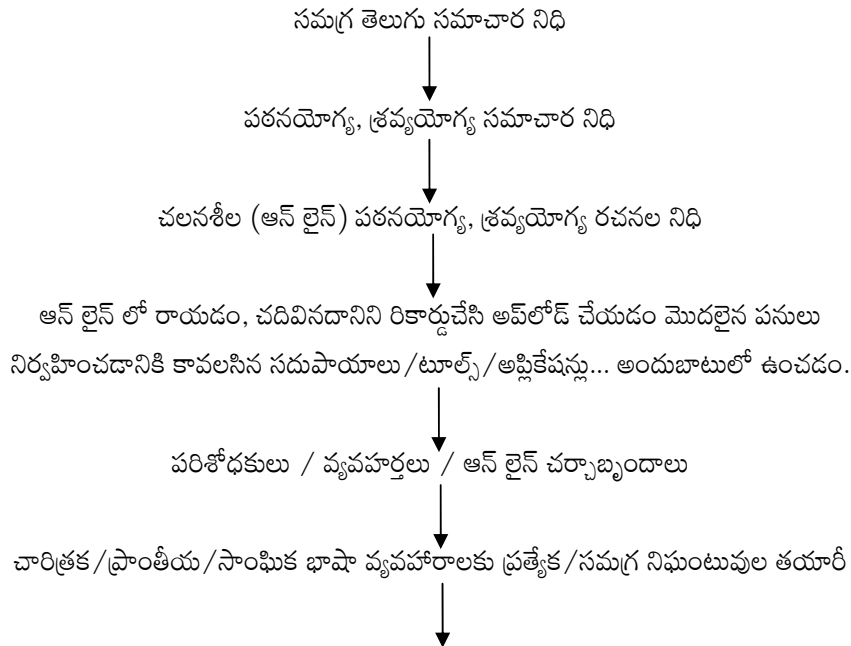 సమగ్ర తెలుగు సమాచార నిధి
పఠనయోగ్య, శ్రవ్యయోగ్య సమాచార నిధి
చలనశీల (ఆన్ లైన్) పఠనయోగ్య, శ్రవ్యయోగ్య రచనల నిధి
ఆన్ లైన్ లో రాయడం, చదివినదానిని రికార్డుచేసి అప్‌లోడ్ చేయడం మొదలైన పనులు
నిర్వహించడానికి కావలసిన సదుపాయాలు/టూల్స్/అప్లికేషన్లు... అందుబాటులో ఉంచడం.
పరిశోధకులు / వ్యవహర్తలు / ఆన్ లైన్ చర్చాబృందాలు
చారిత్రక/ప్రాంతీయ/సాంఘిక భాషా వ్యవహారాలకు ప్రత్యేక/సమగ్ర నిఘంటువుల తయారీ